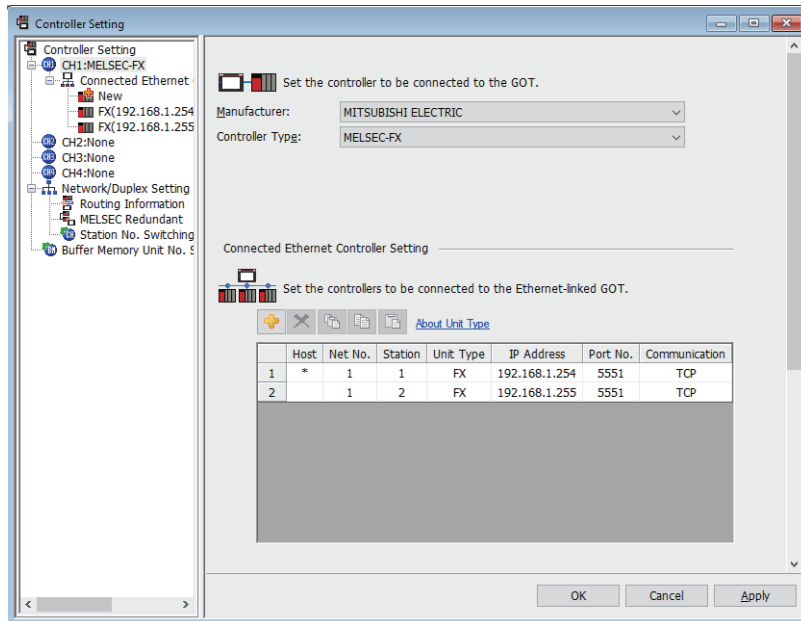 Controller Setting
Controller Setting
CH1:MELSEC-FX
Connected Ethernet
New
FX(192.168.1.254
FX(192.168.1.255
CH2:None
CH3:None
CH4:None
Network/Duplex Setting
Routing Information
MELSEC Redundant
Station No. Switching
Buffer Memory Unit No. S
Set the controller to be connected to the GOT.
Manufacturer: MITSUBISHI ELECTRIC
Controller Type: MELSEC-FX
Connected Ethernet Controller Setting
Set the controllers to be connected to the Ethernet-linked GOT.
About Unit Type
Host Net No. Station Unit Type IP Address Port No. Communication
1 * 1 1 FX 192.168.1.254 5551 TCP
2 1 2 FX 192.168.1.255 5551 TCP
OK Cancel Apply